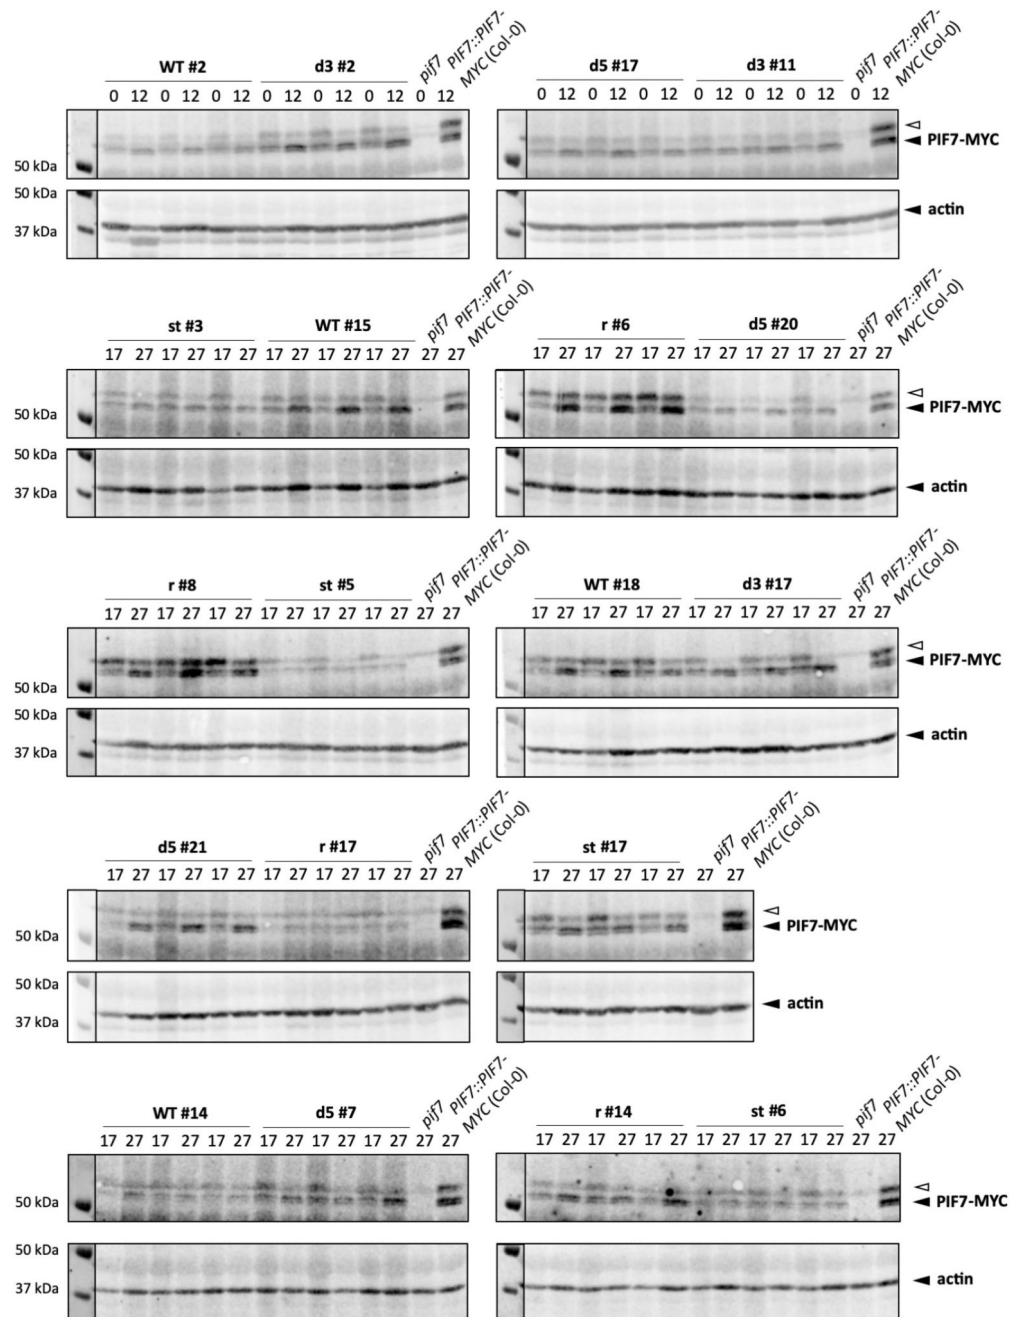 WT #2 d3 #2 pif7 PIF7::PIF7-MYC (Col-0)
0 12 0 12 0 12 0 12 0 12 0 12 0 12
50 kDa
50 kDa
37 kDa
d5 #17 d3 #11 pif7 PIF7::PIF7-MYC (Col-0)
0 12 0 12 0 12 0 12 0 12 0 12 0 12
PIF7-MYC
actin
st #3 WT #15 pif7 PIF7::PIF7-MYC (Col-0)
17 27 17 27 17 27 17 27 17 27 17 27 27 27
50 kDa
50 kDa
37 kDa
r #6 d5 #20 pif7 PIF7::PIF7-MYC (Col-0)
17 27 17 27 17 27 17 27 17 27 17 27 27 27
PIF7-MYC
actin
r #8 st #5 pif7 PIF7::PIF7-MYC (Col-0)
17 27 17 27 17 27 17 27 17 27 17 27 27 27
50 kDa
50 kDa
37 kDa
WT #18 d3 #17 pif7 PIF7::PIF7-MYC (Col-0)
17 27 17 27 17 27 17 27 17 27 17 27 27 27
PIF7-MYC
actin
d5 #21 r #17 pif7 PIF7::PIF7-MYC (Col-0)
17 27 17 27 17 27 17 27 17 27 17 27 27 27
50 kDa
50 kDa
37 kDa
st #17 pif7 PIF7::PIF7-MYC (Col-0)
17 27 17 27 17 27 27 27
PIF7-MYC
actin
WT #14 d5 #7 pif7 PIF7::PIF7-MYC (Col-0)
17 27 17 27 17 27 17 27 17 27 17 27 27 27
50 kDa
50 kDa
37 kDa
r #14 st #6 pif7 PIF7::PIF7-MYC (Col-0)
17 27 17 27 17 27 17 27 17 27 17 27 27 27
PIF7-MYC
actin